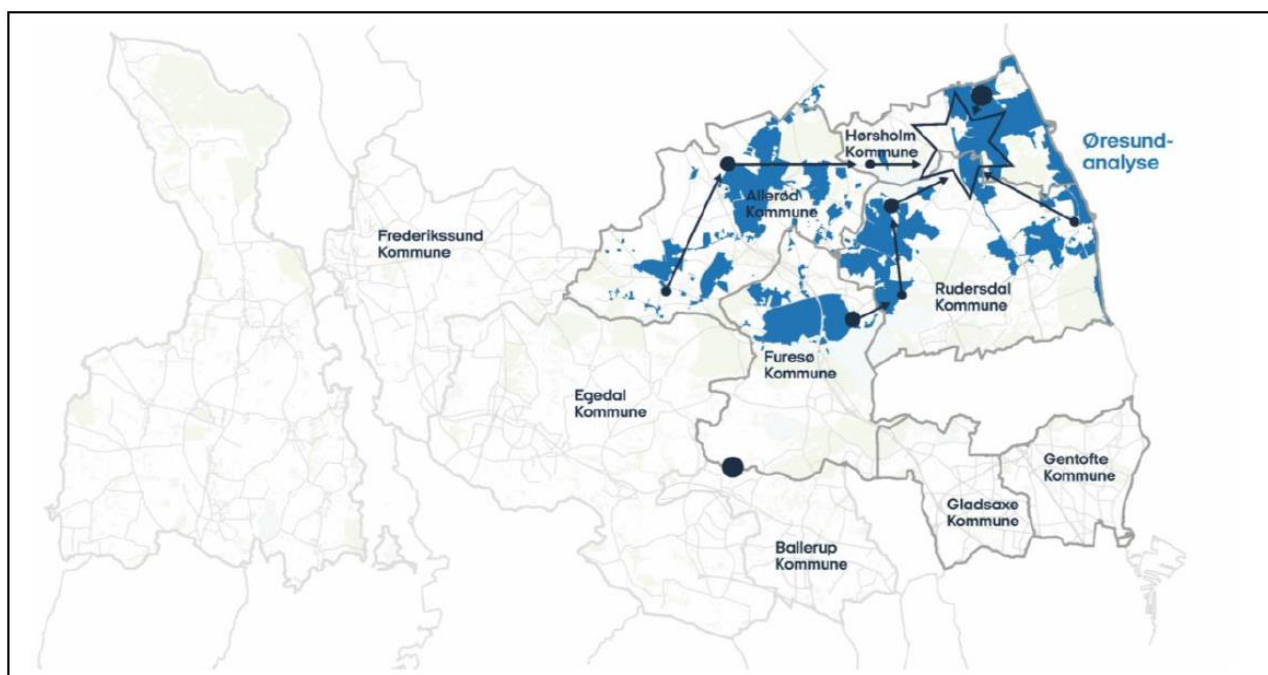 Hørsholm
Kommune
Øresund-
analyse
Allerød
Kommune
Frederikssund
Kommune
Rudersdal
Kommune
Furesø
Kommune
Egedal
Kommune
Gentofte
Kommune
Gladsaxe
Kommune
Ballerup
Kommune